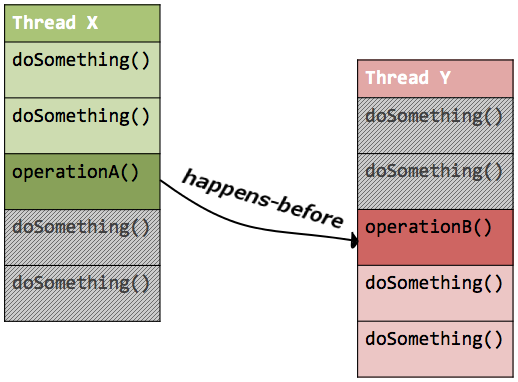 Thread X
doSomething()
doSomething()
operationA()
doSomething()
doSomething()
happens-before
Thread Y
doSomething()
doSomething()
operationB()
doSomething()
doSomething()